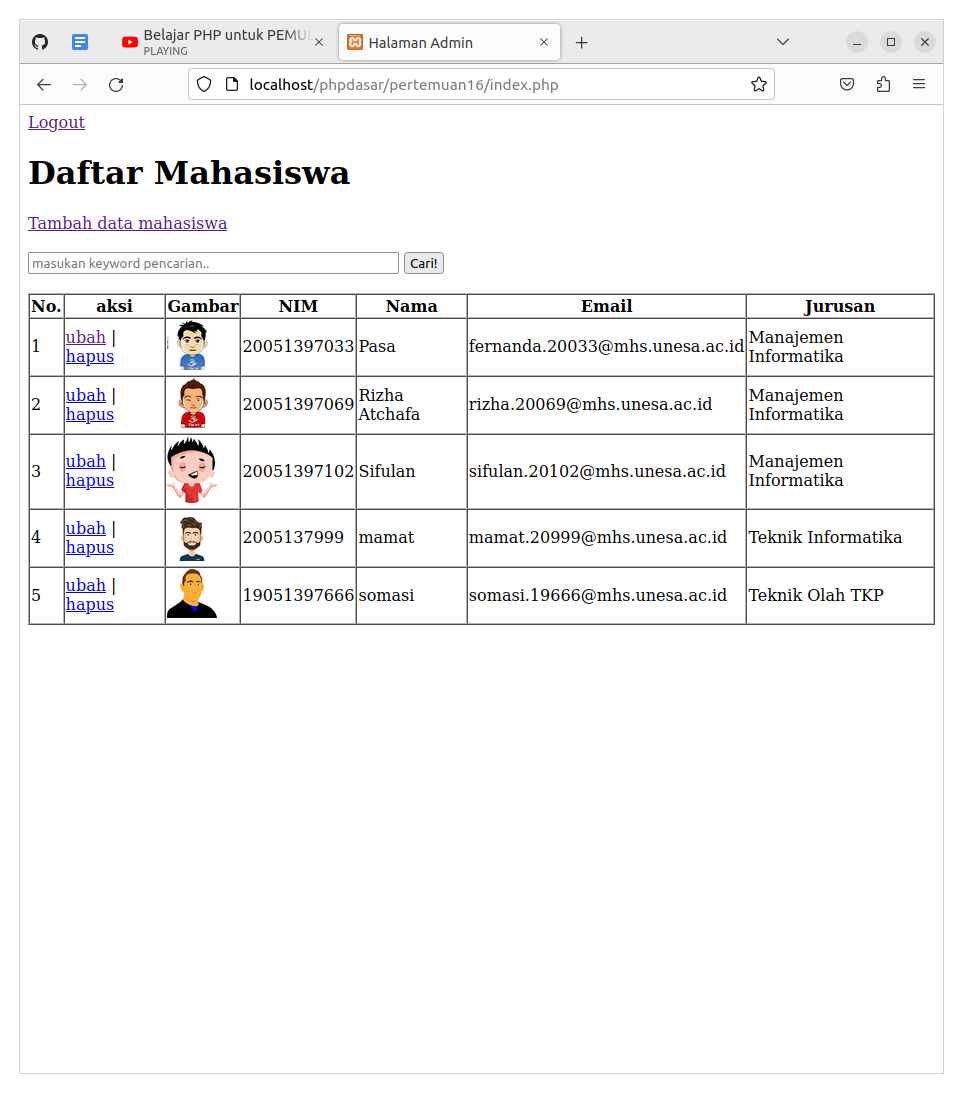 Belajar PHP untuk PEMU
PLAYING
Halaman Admin
localhost/phpdasar/pertemuan16/index.php
Logout
Daftar Mahasiswa
Tambah data mahasiswa
masukan keyword pencarian.. Cari!
No. aksi Gambar NIM Nama Email Jurusan
1 ubah | hapus 20051397033 Pasa fernanda.20033@mhs.unesa.ac.id Manajemen Informatika
2 ubah | hapus 20051397069 Rizha Atchafa rizha.20069@mhs.unesa.ac.id Manajemen Informatika
3 ubah | hapus 20051397102 Sifulan sifulan.20102@mhs.unesa.ac.id Manajemen Informatika
4 ubah | hapus 2005137999 mamat mamat.20999@mhs.unesa.ac.id Teknik Informatika
5 ubah | hapus 19051397666 somasi somasi.19666@mhs.unesa.ac.id Teknik Olah TKP